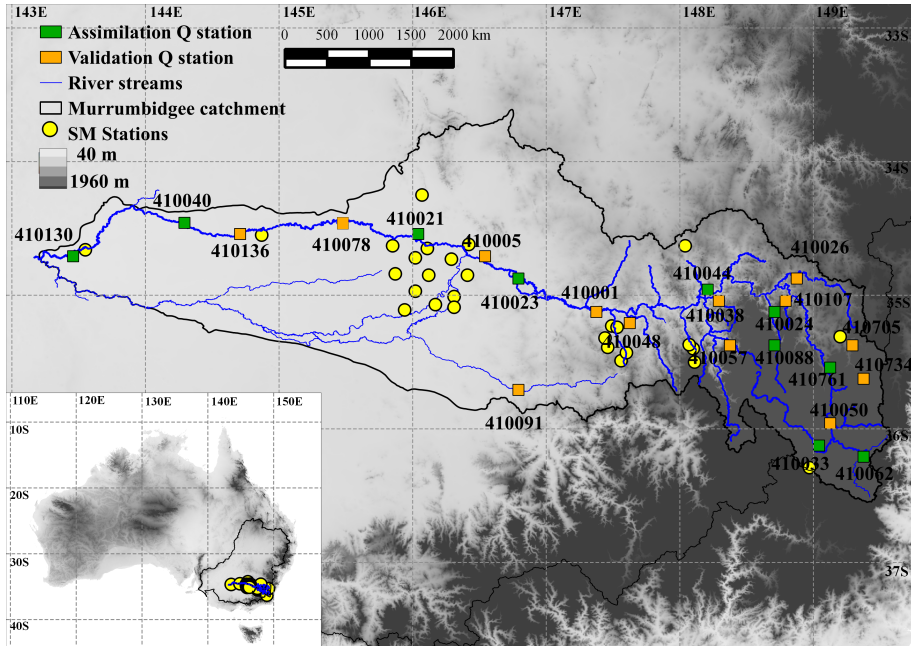 143E 145E 146E 147E 148E 149E
Assimilation Q station
Validation Q station
River streams
Murrumbidgee catchment
SM Stations
40 m
1960 m
0 500 1000 1500 2000 km
33S
34S
35S
36S
37S
410040
410130
410136
410078
410021
410005
410023
410001
410048
410091
410044
410038
410057
410026
410107
410024
410088
410705
410734
410761
410050
410033
410062
110E 120E 130E 140E 150E
10S
20S
30S
40S